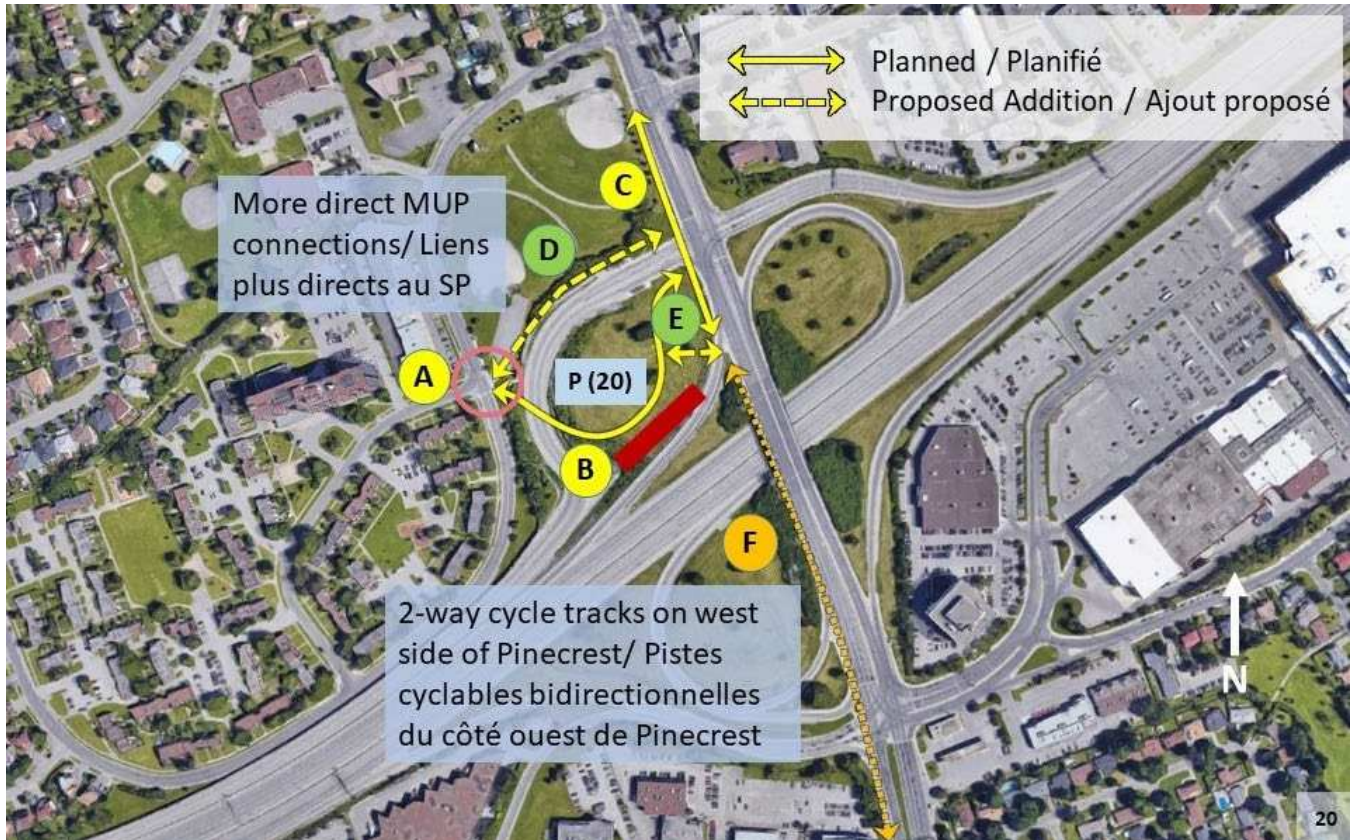 Planned / Planifié
Proposed Addition / Ajout proposé
More direct MUP
connections/ Liens
plus directs au SP
C
D
E
A
P (20)
B
F
2-way cycle tracks on west
side of Pinecrest/ Pistes
cyclables bidirectionnelles
du côté ouest de Pinecrest
N
20